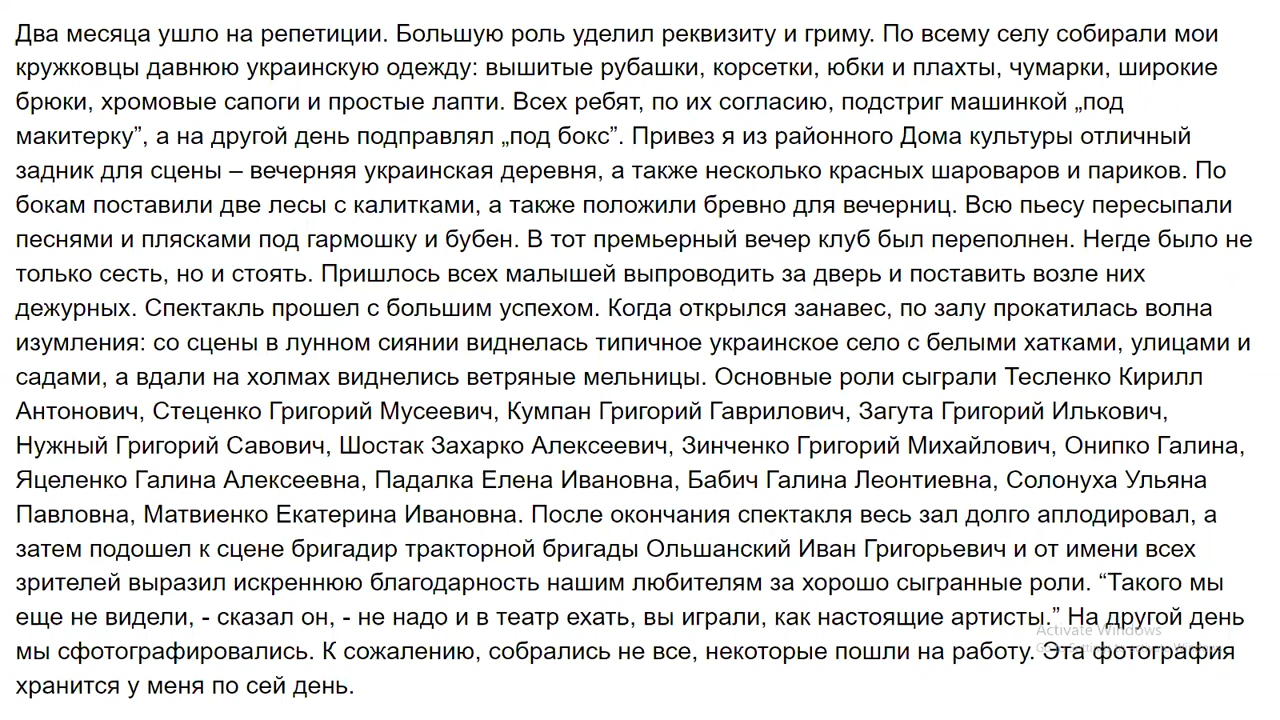 Два месяца ушло на репетиции. Большую роль уделил реквизиту и гриму. По всему селу собирали мои
кружковцы давнюю украинскую одежду: вышитые рубашки, корсетки, юбки и плахты, чумарки, широкие
брюки, хромовые сапоги и простые лапти. Всех ребят, по их согласию, подстриг машинкой „под
макитерку”, а на другой день подправлял „под бокс”. Привез я из районного Дома культуры отличный
задник для сцены – вечерняя украинская деревня, а также несколько красных шароваров и париков. По
бокам поставили две лесы с калитками, а также положили бревно для вечерниц. Всю пьесу пересыпали
песнями и плясками под гармошку и бубен. В тот премьерный вечер клуб был переполнен. Негде было не
только сесть, но и стоять. Пришлось всех малышей выпроводить за дверь и поставить возле них
дежурных. Спектакль прошел с большим успехом. Когда открылся занавес, по залу прокатилась волна
изумления: со сцены в лунном сиянии виднелась типичное украинское село с белыми хатками, улицами и
садами, а вдали на холмах виднелись ветряные мельницы. Основные роли сыграли Тесленко Кирилл
Антонович, Стеценко Григорий Мусеевич, Кумпан Григорий Гаврилович, Загута Григорий Илькович,
Нужный Григорий Савович, Шостак Захарко Алексеевич, Зинченко Григорий Михайлович, Онипко Галина,
Яцеленко Галина Алексеевна, Падалка Елена Ивановна, Бабич Галина Леонтиевна, Солонуха Ульяна
Павловна, Матвиенко Екатерина Ивановна. После окончания спектакля весь зал долго аплодировал, а
затем подошел к сцене бригадир тракторной бригады Ольшанский Иван Григорьевич и от имени всех
зрителей выразил искреннюю благодарность нашим любителям за хорошо сыгранные роли. “Такого мы
еще не видели, - сказал он, - не надо и в театр ехать, вы играли, как настоящие артисты.” На другой день
Activate Windows
мы сфотографировались. К сожалению, собрались не все, некоторые пошли на работу. Эта фотография
хранится у меня по сей день.